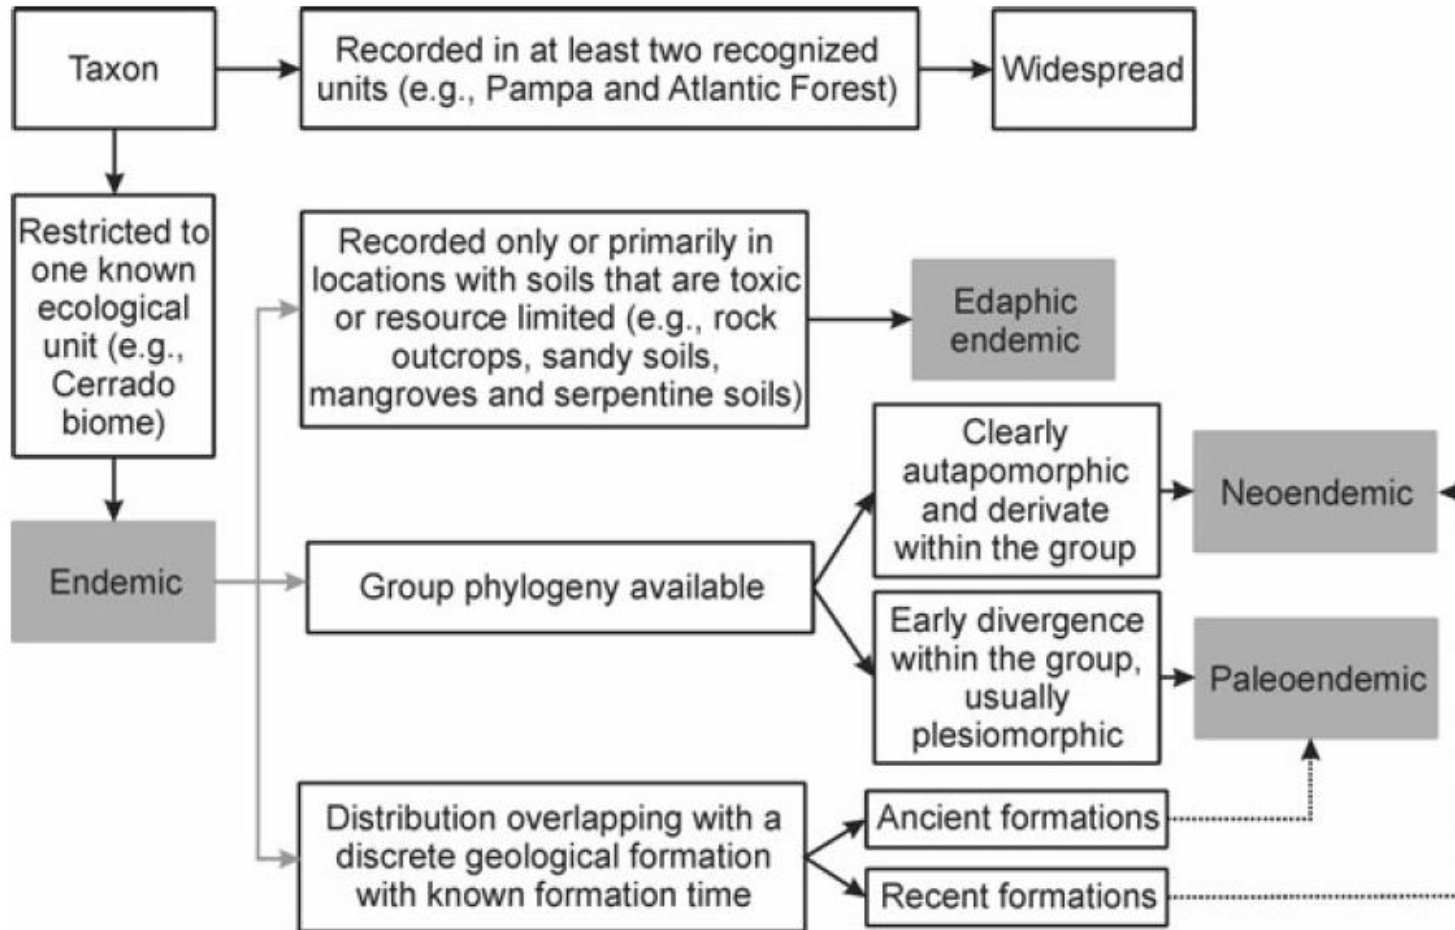 Taxon
Recorded in at least two recognized
units (e.g., Pampa and Atlantic Forest)
Widespread
Restricted to
one known
ecological
unit (e.g.,
Cerrado
biome)
Recorded only or primarily in
locations with soils that are toxic
or resource limited (e.g., rock
outcrops, sandy soils,
mangroves and serpentine soils)
Edaphic
endemic
Endemic
Group phylogeny available
Clearly
autapomorphic
and derivate
within the group
Neoendemic
Early divergence
within the group,
usually
plesiomorphic
Paleoendemic
Distribution overlapping with a
discrete geological formation
with known formation time
Ancient formations
Recent formations